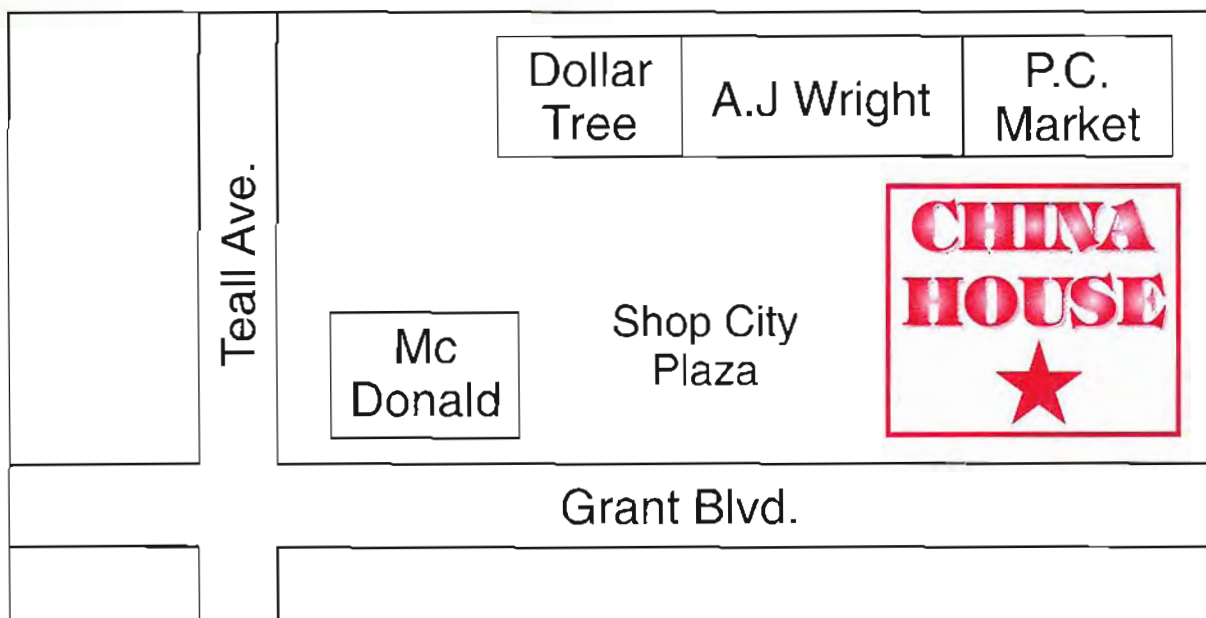 Dollar
Tree
A.J Wright
P.C.
Market
CHINA
HOUSE
Teall Ave.
Mc
Donald
Shop City
Plaza
Grant Blvd.